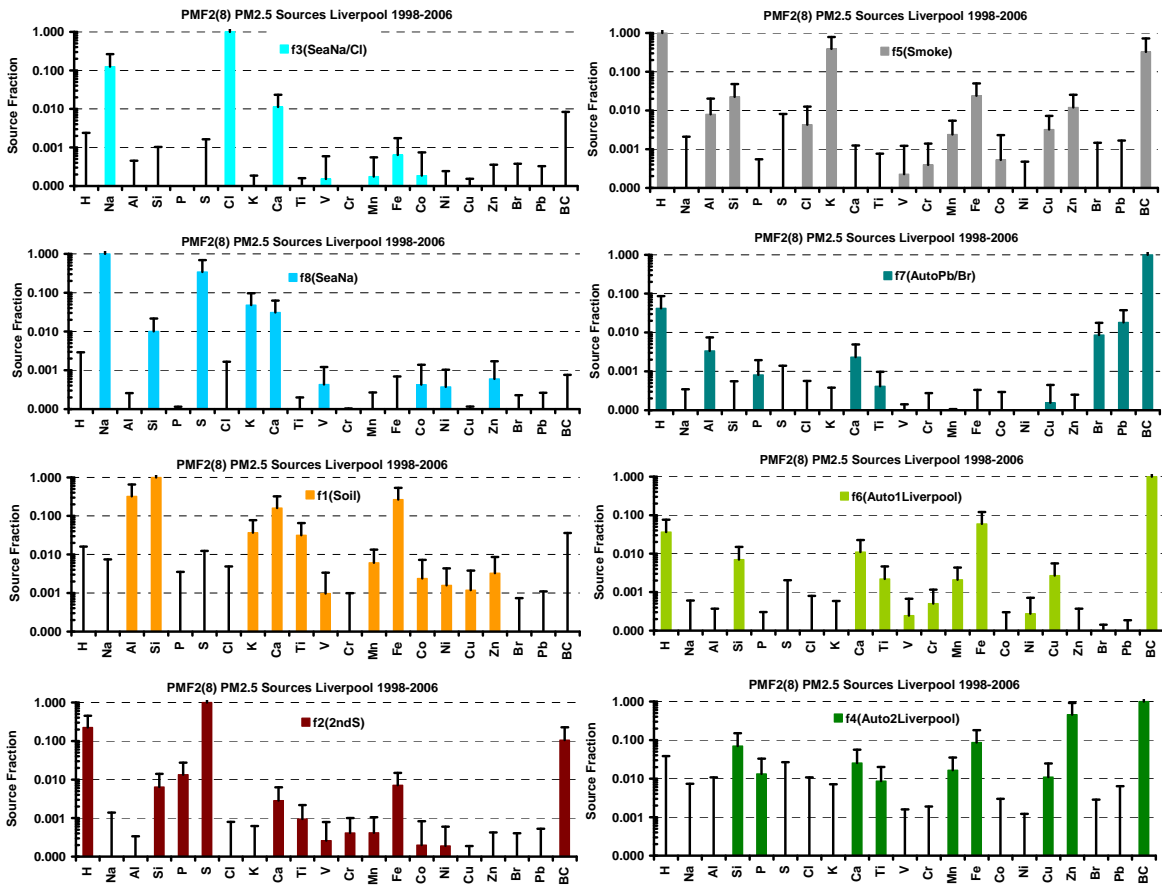 PMF2(8) PM2.5 Sources Liverpool 1998-2006
Source Fraction
1.000
0.100
0.010
0.001
0.000
f3(SeaNa/Cl)
H Na Al Si P S Cl K Ca Ti V Cr Mn Fe Co Ni Cu Zn Br Pb BC
PMF2(8) PM2.5 Sources Liverpool 1998-2006
Source Fraction
1.000
0.100
0.010
0.001
0.000
f5(Smoke)
H Na Al Si P S Cl K Ca Ti V Cr Mn Fe Co Ni Cu Zn Br Pb BC
PMF2(8) PM2.5 Sources Liverpool 1998-2006
Source Fraction
1.000
0.100
0.010
0.001
0.000
f8(SeaNa)
H Na Al Si P S Cl K Ca Ti V Cr Mn Fe Co Ni Cu Zn Br Pb BC
PMF2(8) PM2.5 Sources Liverpool 1998-2006
Source Fraction
1.000
0.100
0.010
0.001
0.000
f7(AutoPb/Br)
H Na Al Si P S Cl K Ca Ti V Cr Mn Fe Co Ni Cu Zn Br Pb BC
PMF2(8) PM2.5 Sources Liverpool 1998-2006
Source Fraction
1.000
0.100
0.010
0.001
0.000
f1(Soil)
H Na Al Si P S Cl K Ca Ti V Cr Mn Fe Co Ni Cu Zn Br Pb BC
PMF2(8) PM2.5 Sources Liverpool 1998-2006
Source Fraction
1.000
0.100
0.010
0.001
0.000
f6(Auto1Liverpool)
H Na Al Si P S Cl K Ca Ti V Cr Mn Fe Co Ni Cu Zn Br Pb BC
PMF2(8) PM2.5 Sources Liverpool 1998-2006
Source Fraction
1.000
0.100
0.010
0.001
0.000
f2(2ndS)
H Na Al Si P S Cl K Ca Ti V Cr Mn Fe Co Ni Cu Zn Br Pb BC
PMF2(8) PM2.5 Sources Liverpool 1998-2006
Source Fraction
1.000
0.100
0.010
0.001
0.000
f4(Auto2Liverpool)
H Na Al Si P S Cl K Ca Ti V Cr Mn Fe Co Ni Cu Zn Br Pb BC